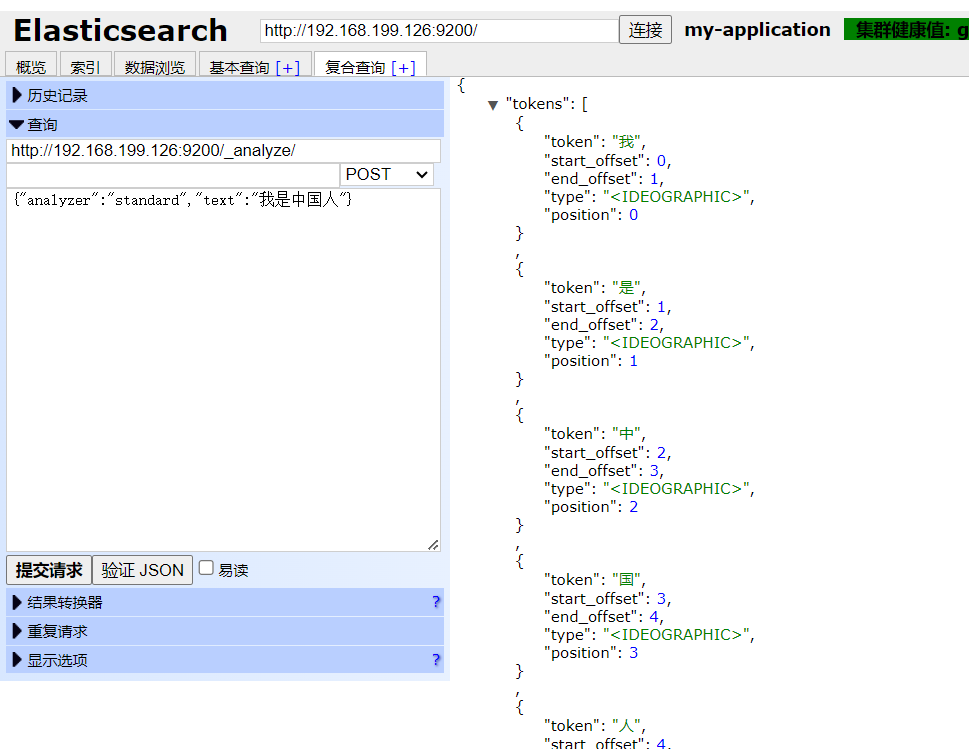 Elasticsearch http://192.168.199.126:9200/ 连接 my-application 集群健康值: g
概览 索引 数据浏览 基本查询 [+] 复合查询 [+]
历史记录
查询
http://192.168.199.126:9200/_analyze/
POST
{"analyzer":"standard","text":"我是中国人"}
提交请求 验证 JSON 易读
结果转换器 ?
重复请求
显示选项 ?
{
"tokens": [
{
"token": "我",
"start_offset": 0,
"end_offset": 1,
"type": "<IDEOGRAPHIC>",
"position": 0
}
,
{
"token": "是",
"start_offset": 1,
"end_offset": 2,
"type": "<IDEOGRAPHIC>",
"position": 1
}
,
{
"token": "中",
"start_offset": 2,
"end_offset": 3,
"type": "<IDEOGRAPHIC>",
"position": 2
}
,
{
"token": "国",
"start_offset": 3,
"end_offset": 4,
"type": "<IDEOGRAPHIC>",
"position": 3
}
,
{
"token": "人",
"start_offset": 4,